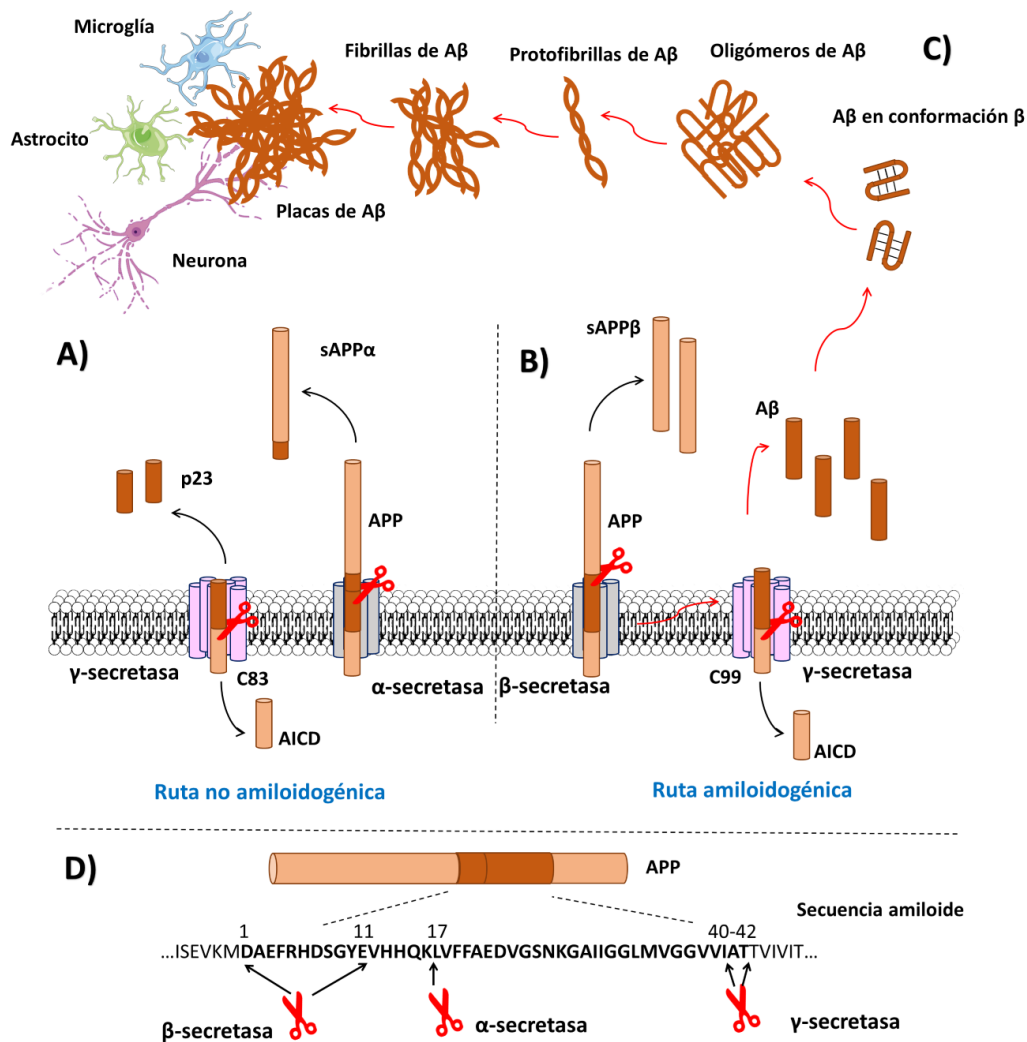 Microglía
Fibrillas de Aβ
Protofibrillas de Aβ
Oligómeros de Aβ
C)
Aβ en conformación β
Astrocito
Placas de Aβ
Neurona
A)
sAPPα
p23
APP
γ-secretasa
C83
α-secretasa
AICD
Ruta no amiloidogénica
B)
sAPPβ
Aβ
APP
β-secretasa
C99
γ-secretasa
AICD
Ruta amiloidogénica
D)
APP
Secuencia amiloide
1 11 17 40-42
...ISEVKMDAEFRHDSGYEVHHQKLVFFAEDVGSNKGAIIGGLMVGGVVIATTVIVIT...
β-secretasa
α-secretasa
γ-secretasa